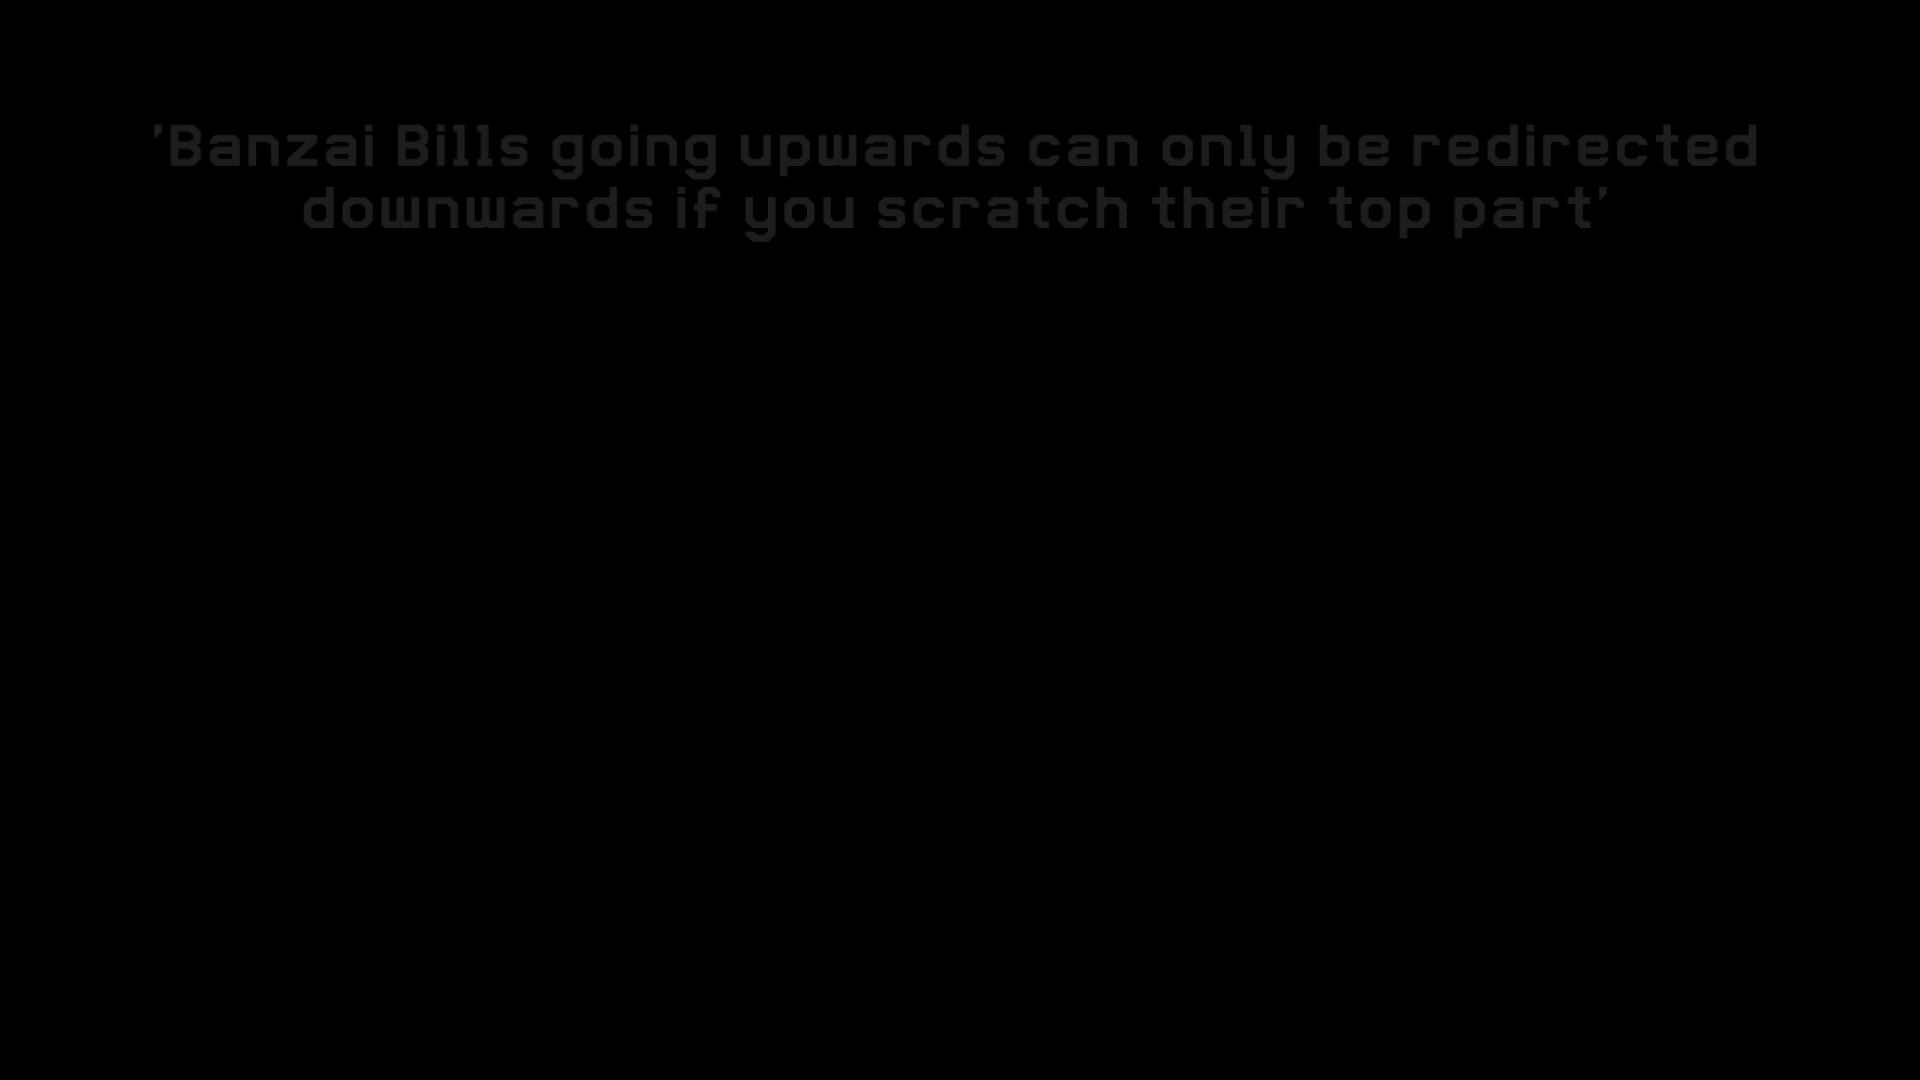 'Banzai Bills going upwards can only be redirected
downwards if you scratch their top part'